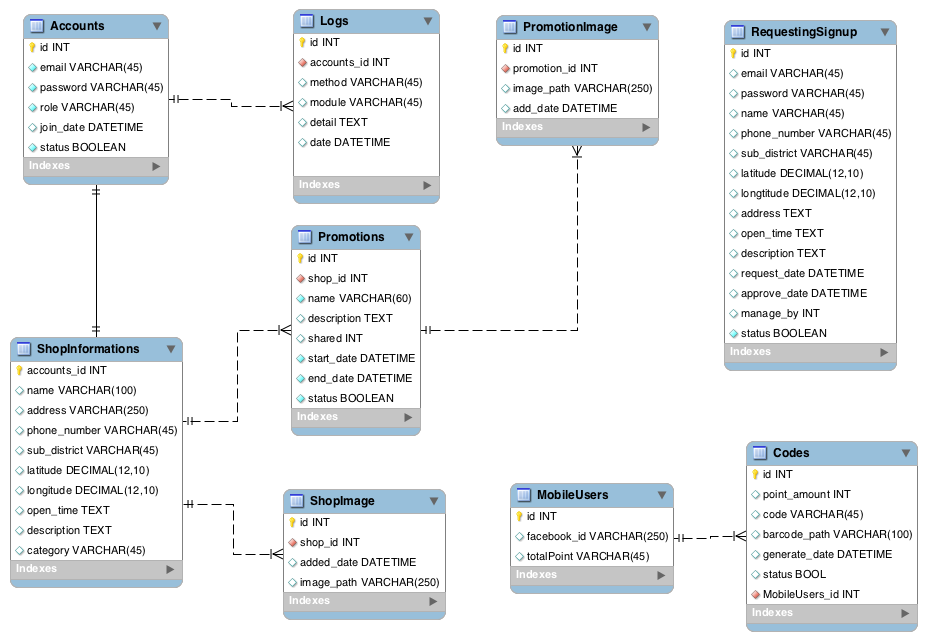 Accounts
id INT
email VARCHAR(45)
password VARCHAR(45)
role VARCHAR(45)
join_date DATETIME
status BOOLEAN
Indexes
Logs
id INT
accounts_id INT
method VARCHAR(45)
module VARCHAR(45)
detail TEXT
date DATETIME
Indexes
PromotionImage
id INT
promotion_id INT
image_path VARCHAR(250)
add_date DATETIME
Indexes
RequestingSignup
id INT
email VARCHAR(45)
password VARCHAR(45)
name VARCHAR(45)
phone_number VARCHAR(45)
sub_district VARCHAR(45)
latitude DECIMAL(12,10)
longtitude DECIMAL(12,10)
address TEXT
open_time TEXT
description TEXT
request_date DATETIME
approve_date DATETIME
manage_by INT
status BOOLEAN
Indexes
Promotions
id INT
shop_id INT
name VARCHAR(60)
description TEXT
shared INT
start_date DATETIME
end_date DATETIME
status BOOLEAN
Indexes
ShopInformations
accounts_id INT
name VARCHAR(100)
address VARCHAR(250)
phone_number VARCHAR(45)
sub_district VARCHAR(45)
latitude DECIMAL(12,10)
longitude DECIMAL(12,10)
open_time TEXT
description TEXT
category VARCHAR(45)
Indexes
ShopImage
id INT
shop_id INT
added_date DATETIME
image_path VARCHAR(250)
Indexes
MobileUsers
id INT
facebook_id VARCHAR(250)
totalPoint VARCHAR(45)
Indexes
Codes
id INT
point_amount INT
code VARCHAR(45)
barcode_path VARCHAR(100)
generate_date DATETIME
status BOOL
MobileUsers_id INT
Indexes